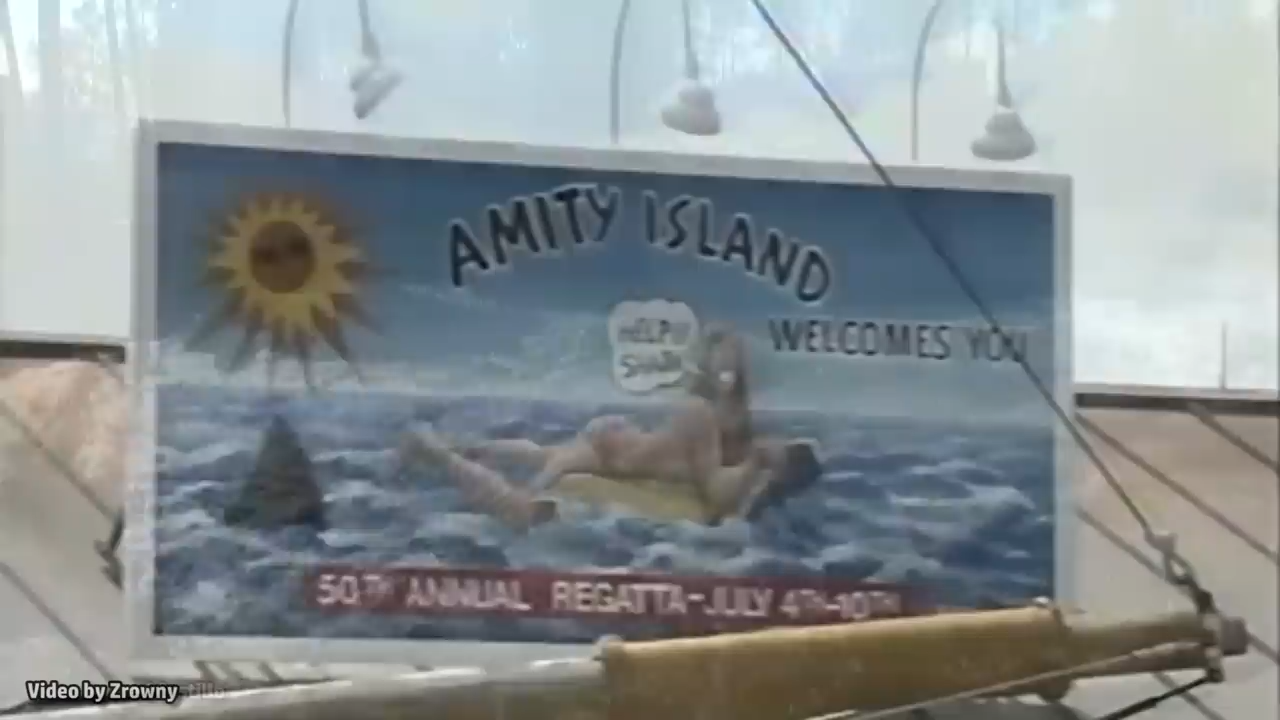 AMITY ISLAND
WELCOMES YOU
HELP!!
SHARK
50TH ANNUAL REGATTA-JULY 4TH-10TH
Video by Zrowny